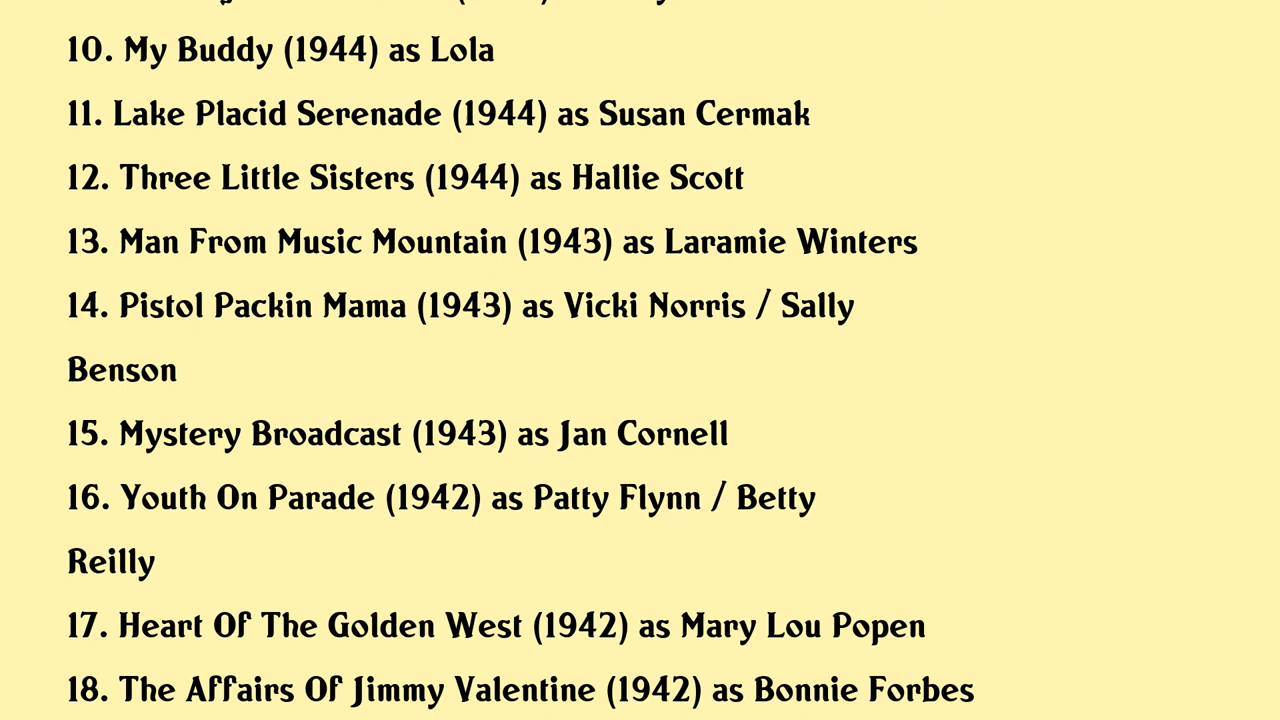 10. My Buddy (1944) as Lola
11. Lake Placid Serenade (1944) as Susan Cermak
12. Three Little Sisters (1944) as Hallie Scott
13. Man From Music Mountain (1943) as Laramie Winters
14. Pistol Packin Mama (1943) as Vicki Norris / Sally
Benson
15. Mystery Broadcast (1943) as Jan Cornell
16. Youth On Parade (1942) as Patty Flynn / Betty
Reilly
17. Heart Of The Golden West (1942) as Mary Lou Popen
18. The Affairs Of Jimmy Valentine (1942) as Bonnie Forbes